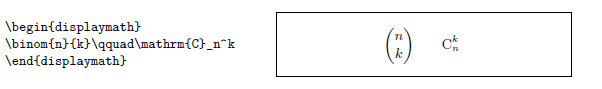 \begin{displaymath}
\binom{n}{k}\qquad\mathrm{C}_n^k
\end{displaymath}
(n k) C_n^k